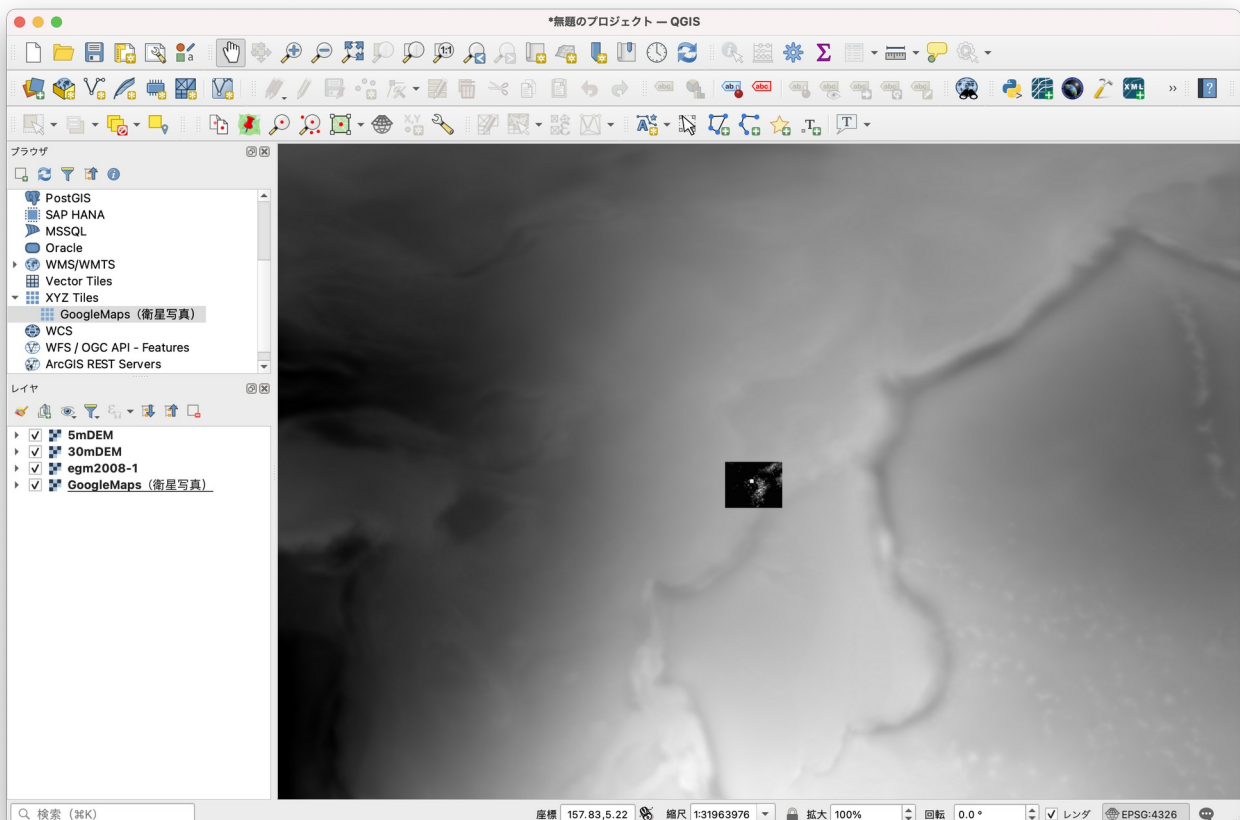 *無題のプロジェクト — QGIS
ブラウザ
PostGIS
SAP HANA
MSSQL
Oracle
WMS/WMTS
Vector Tiles
XYZ Tiles
GoogleMaps（衛星写真）
WCS
WFS / OGC API - Features
ArcGIS REST Servers
レイヤ
5mDEM
30mDEM
egm2008-1
GoogleMaps（衛星写真）
検索 (⌘K)
座標 157.83,5.22 縮尺 1:31963976 拡大 100% 回転 0.0 ° レンダ EPSG:4326